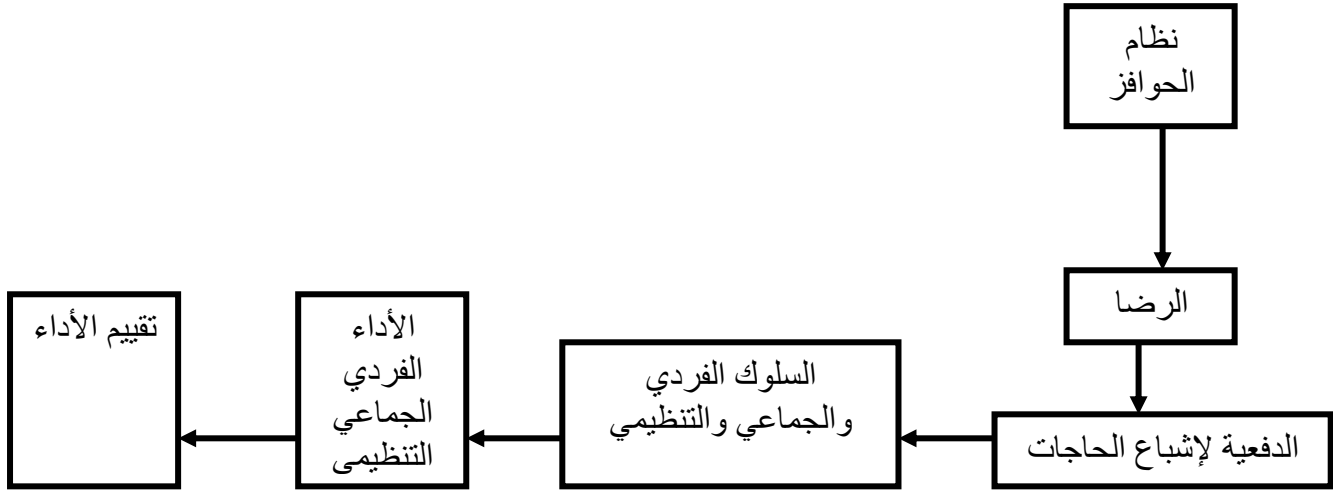 نظام
الحوافز
الرضا
الدفعية لإشباع الحاجات
السلوك الفردي
والجماعي والتنظيمي
الأداء
الفردي
الجماعي
التنظيمى
تقييم الأداء